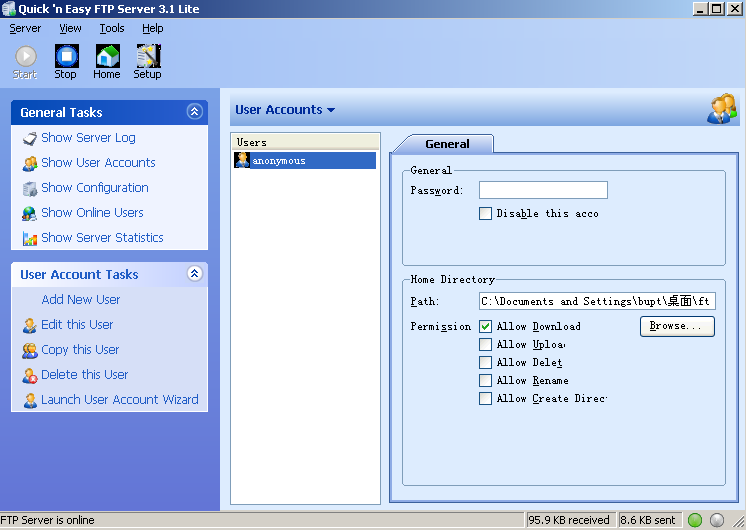 Quick 'n Easy FTP Server 3.1 Lite
Server View Tools Help
Start Stop Home Setup
General Tasks
Show Server Log
Show User Accounts
Show Configuration
Show Online Users
Show Server Statistics
User Account Tasks
Add New User
Edit this User
Copy this User
Delete this User
Launch User Account Wizard
User Accounts
Users
anonymous
General
General
Password:
Disable this acco
Home Directory
Path: C:\Documents and Settings\bupt\桌面\ft
Permission Allow Download Browse...
Allow Uploa
Allow Delet
Allow Rename
Allow Create Direc
FTP Server is online 95.9 KB received 8.6 KB sent